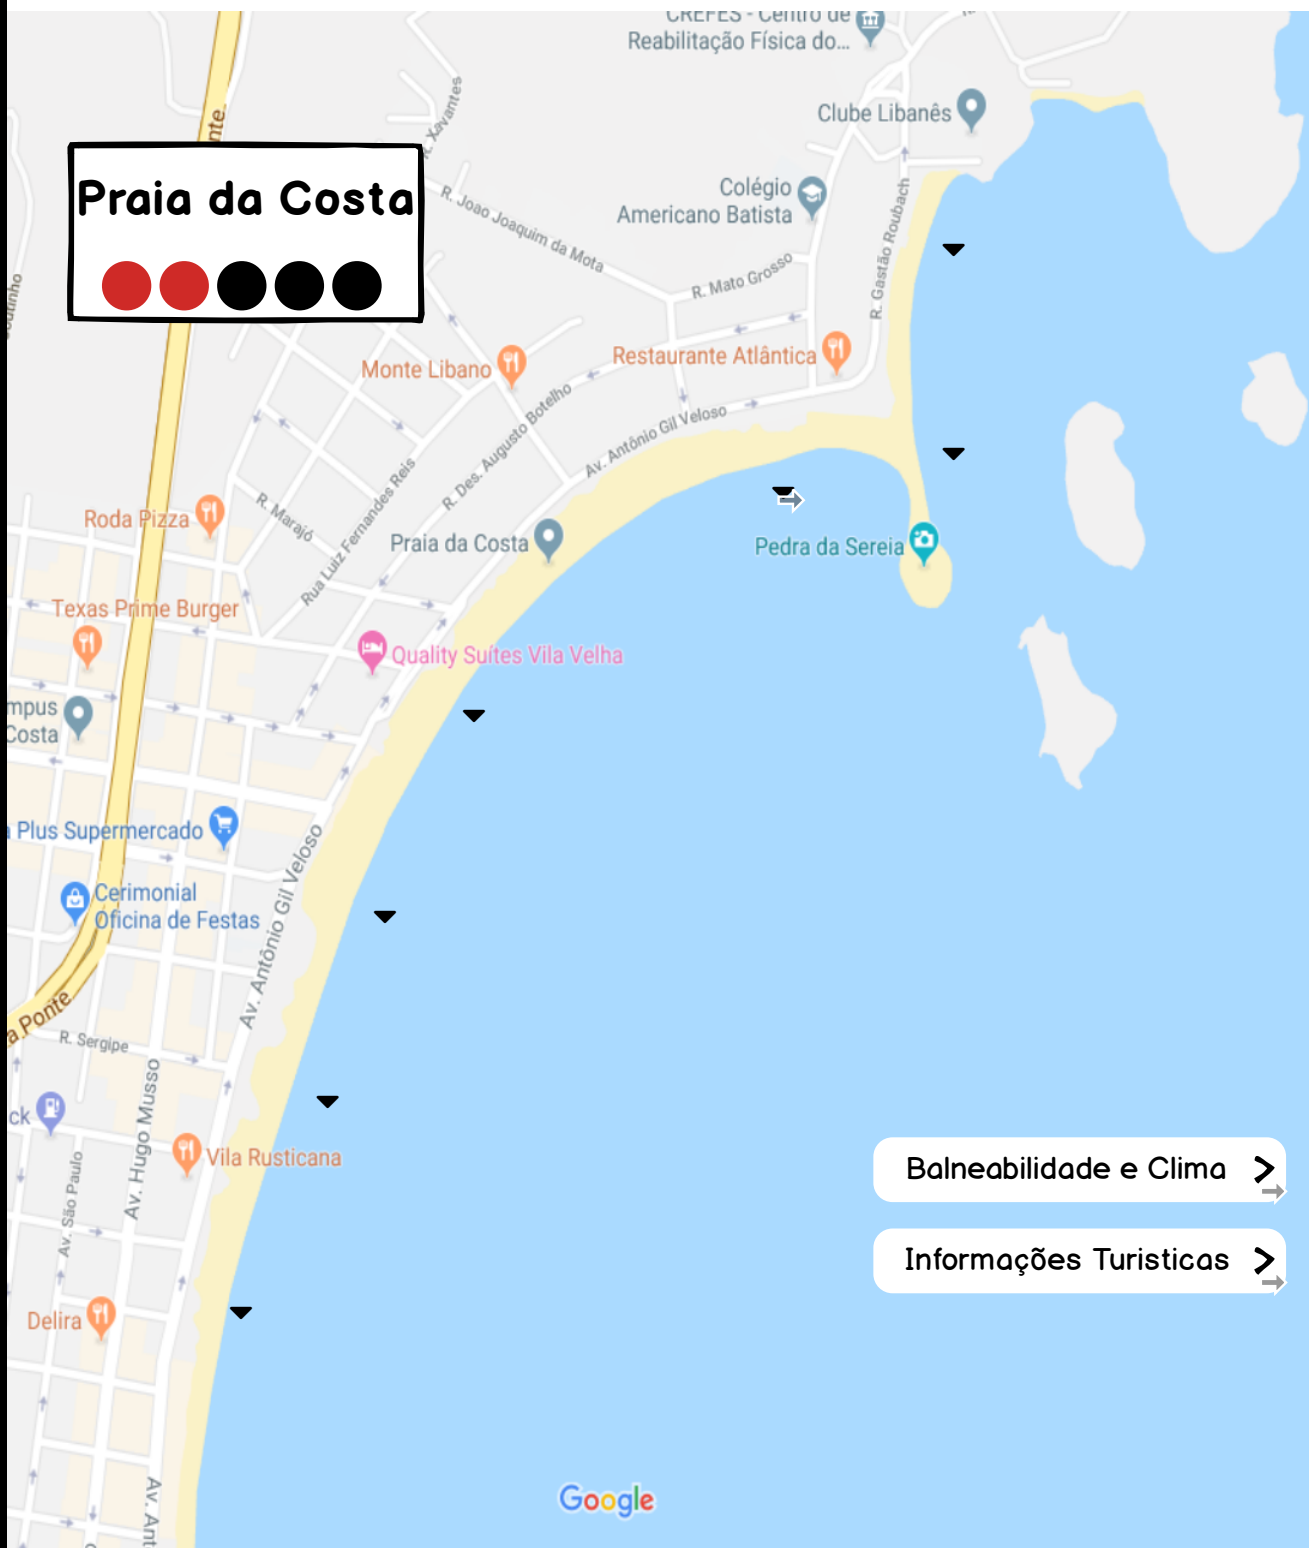 CREFES - Centro de
Reabilitação Física do...
Clube Libanês
nte
R. Xavantes
Praia da Costa
Colégio
Americano Batista
R. Joao Joaquim da Mota
R. Gastão Roubach
R. Mato Grosso
Monte Libano
Restaurante Atlântica
R. Des. Augusto Botelho
Av. Antônio Gil Veloso
Rua Luiz Fernandes Reis
R. Marajó
Roda Pizza
Praia da Costa
Pedra da Sereia
Texas Prime Burger
Quality Suítes Vila Velha
mpus
Costa
a Plus Supermercado
Av. Antônio Gil Veloso
Cerimonial
Oficina de Festas
a Ponte
R. Sergipe
Av. Hugo Musso
ck
Vila Rusticana
Av. São Paulo
Balneabilidade e Clima
Informações Turisticas
Delira
Av. Ant
Google